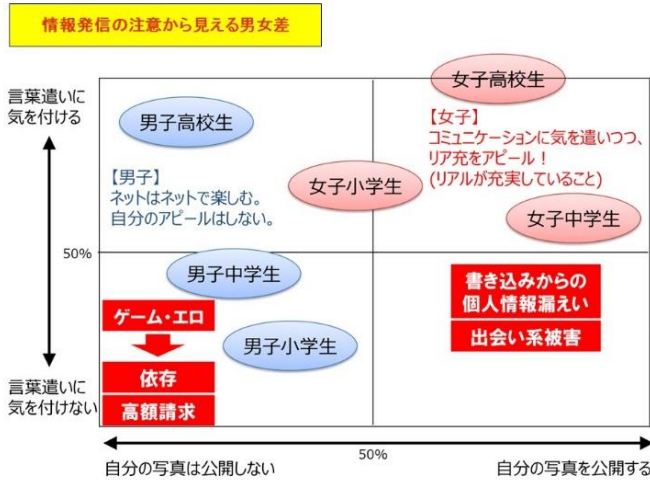 情報発信の注意から見える男女差
言葉遣いに
気を付ける
女子高校生
男子高校生
【女子】
コミュニケーションに気を遣いつつ、
リア充をアピール！
(リアルが充実していること)
【男子】
ネットはネットで楽しむ。
自分のアピールはしない。
女子小学生
女子中学生
50%
男子中学生
書き込みからの
個人情報漏えい
出会い系被害
ゲーム・エロ
男子小学生
依存
高額請求
言葉遣いに
気を付けない
50%
自分の写真は公開しない
自分の写真を公開する